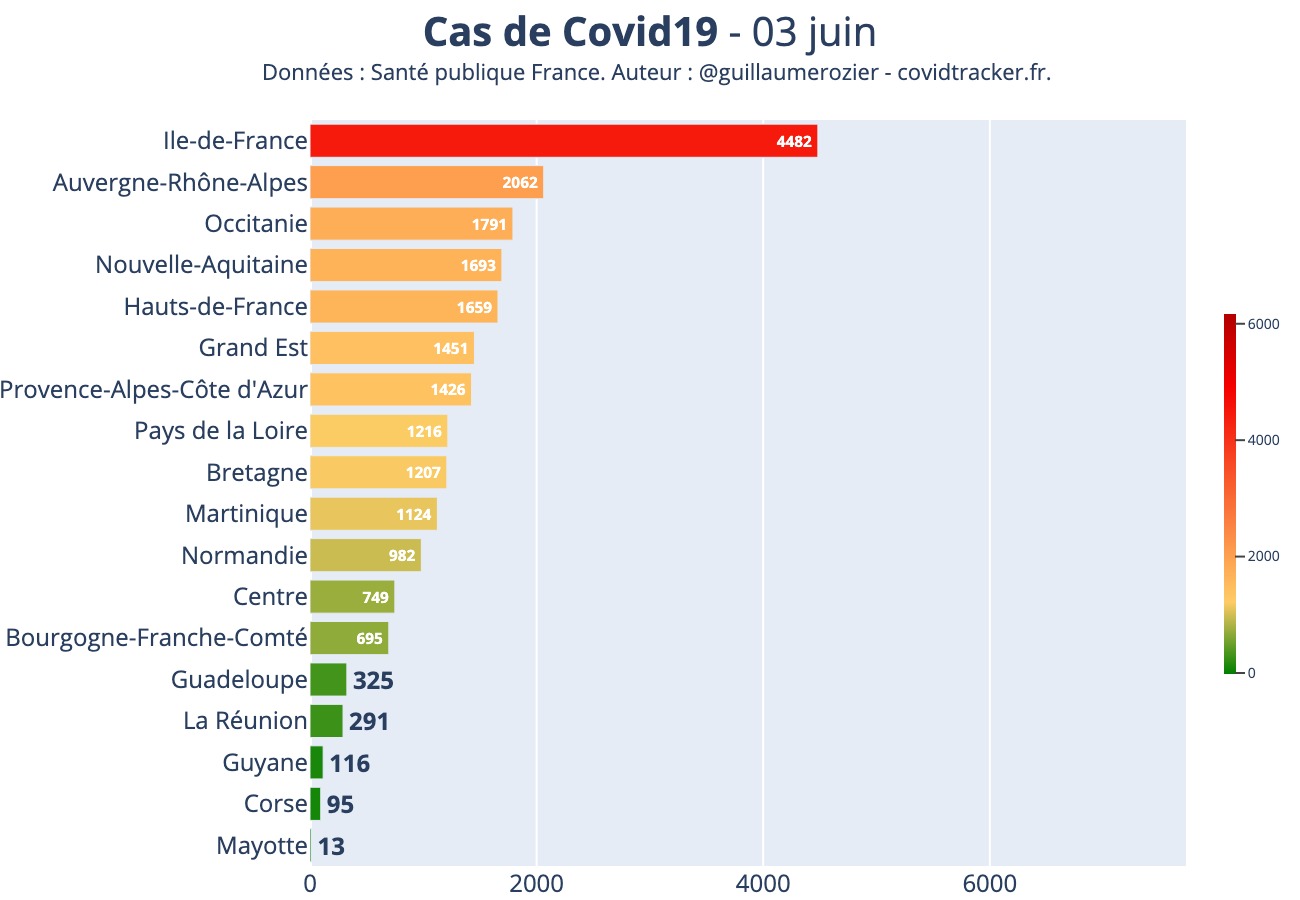 Cas de Covid19 - 03 juin
Données : Santé publique France. Auteur : @guillaumerozier - covidtracker.fr.
Ile-de-France 4482
Auvergne-Rhône-Alpes 2062
Occitanie 1791
Nouvelle-Aquitaine 1693
Hauts-de-France 1659
Grand Est 1451
Provence-Alpes-Côte d'Azur 1426
Pays de la Loire 1216
Bretagne 1207
Martinique 1124
Normandie 982
Centre 749
Bourgogne-Franche-Comté 695
Guadeloupe 325
La Réunion 291
Guyane 116
Corse 95
Mayotte 13
0 2000 4000 6000
6000
4000
2000
0